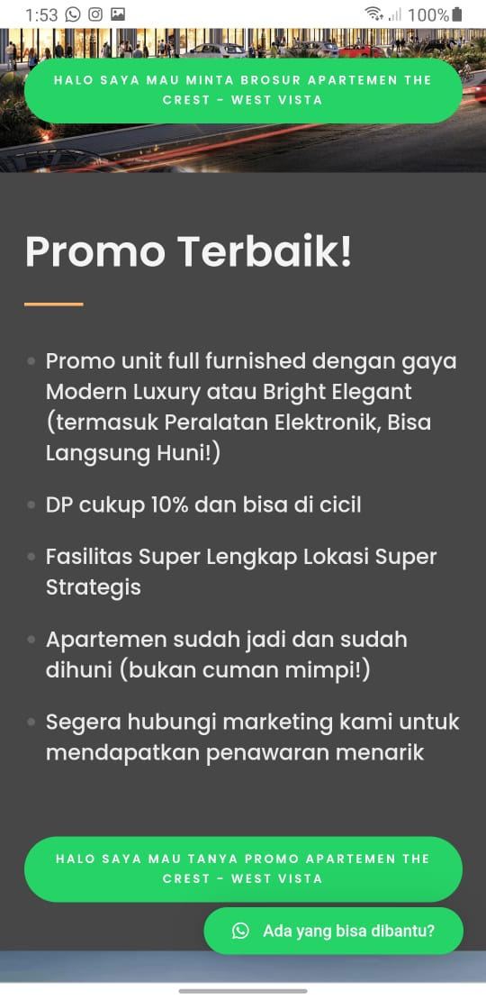 1:53
100%
HALO SAYA MAU MINTA BROSUR APARTEMEN THE
CREST - WEST VISTA
Promo Terbaik!
Promo unit full furnished dengan gaya
Modern Luxury atau Bright Elegant
(termasuk Peralatan Elektronik, Bisa
Langsung Huni!)
DP cukup 10% dan bisa di cicil
Fasilitas Super Lengkap Lokasi Super
Strategis
Apartemen sudah jadi dan sudah
dihuni (bukan cuman mimpi!)
Segera hubungi marketing kami untuk
mendapatkan penawaran menarik
HALO SAYA MAU TANYA PROMO APARTEMEN THE
CREST - WEST VISTA
Ada yang bisa dibantu?